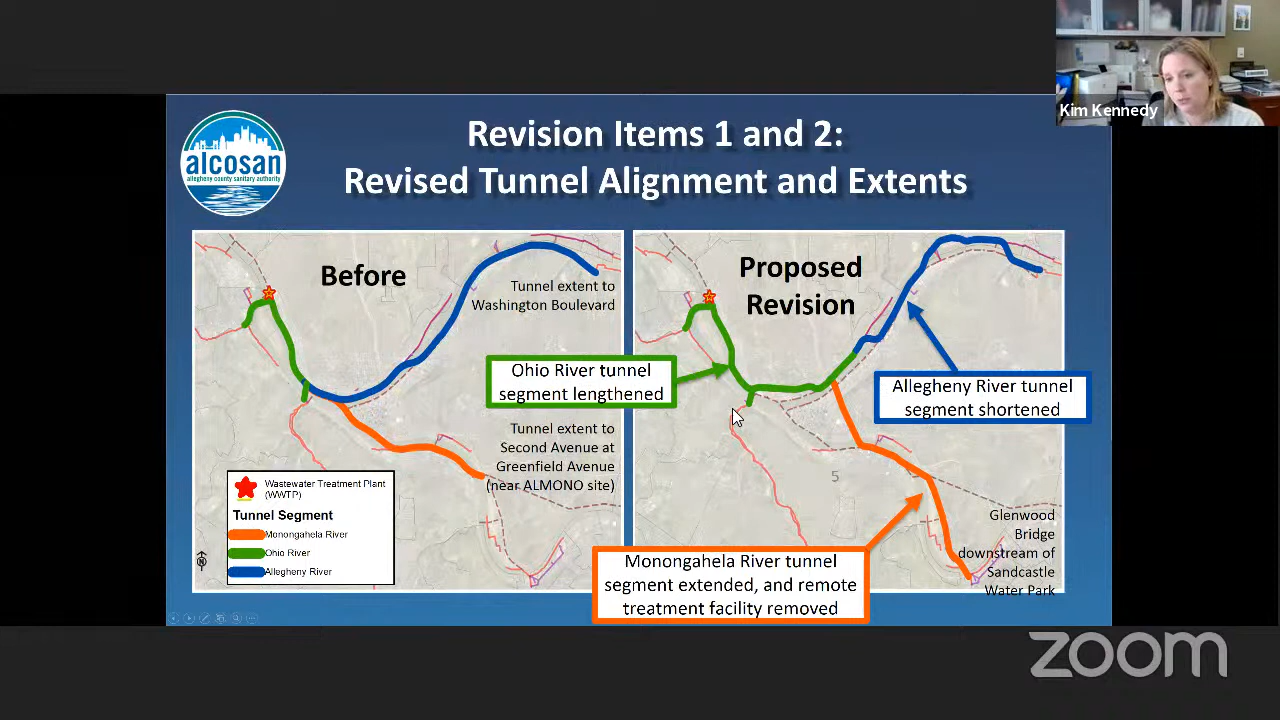 Kim Kennedy
alcosan
allegheny county sanitary authority
Revision Items 1 and 2:
Revised Tunnel Alignment and Extents
Before
Tunnel extent to
Washington Boulevard
Ohio River tunnel
segment lengthened
Tunnel extent to
Second Avenue at
Greenfield Avenue
(near ALMONO site)
Wastewater Treatment Plant
(WWTP)
Tunnel Segment
Monongahela River
Ohio River
Allegheny River
N
Proposed
Revision
Allegheny River tunnel
segment shortened
5
Monongahela River tunnel
segment extended, and remote
treatment facility removed
Glenwood
Bridge
downstream of
Sandcastle
Water Park
zoom